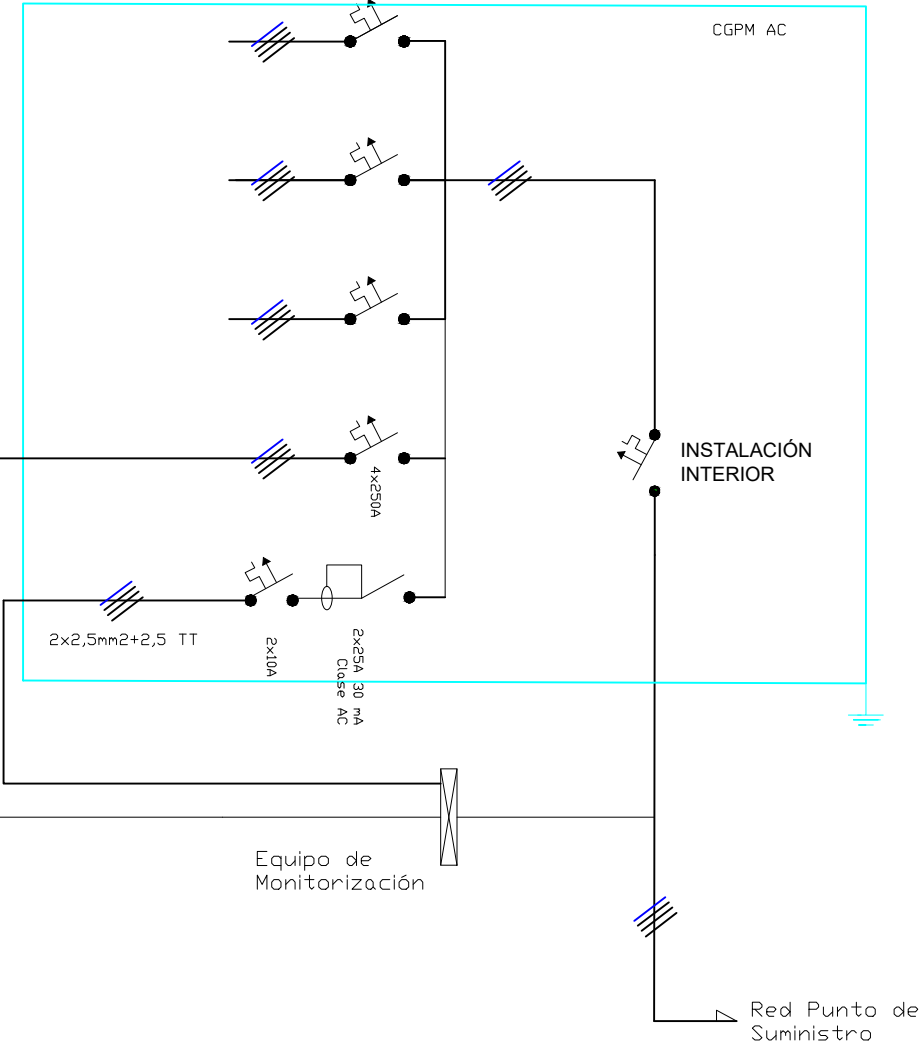 CGPM AC
INSTALACIÓN
INTERIOR
4x250A
2x2,5mm2+2,5 TT
2x10A
2x25A 30 mA
Clase AC
Equipo de
Monitorización
Red Punto de
Suministro